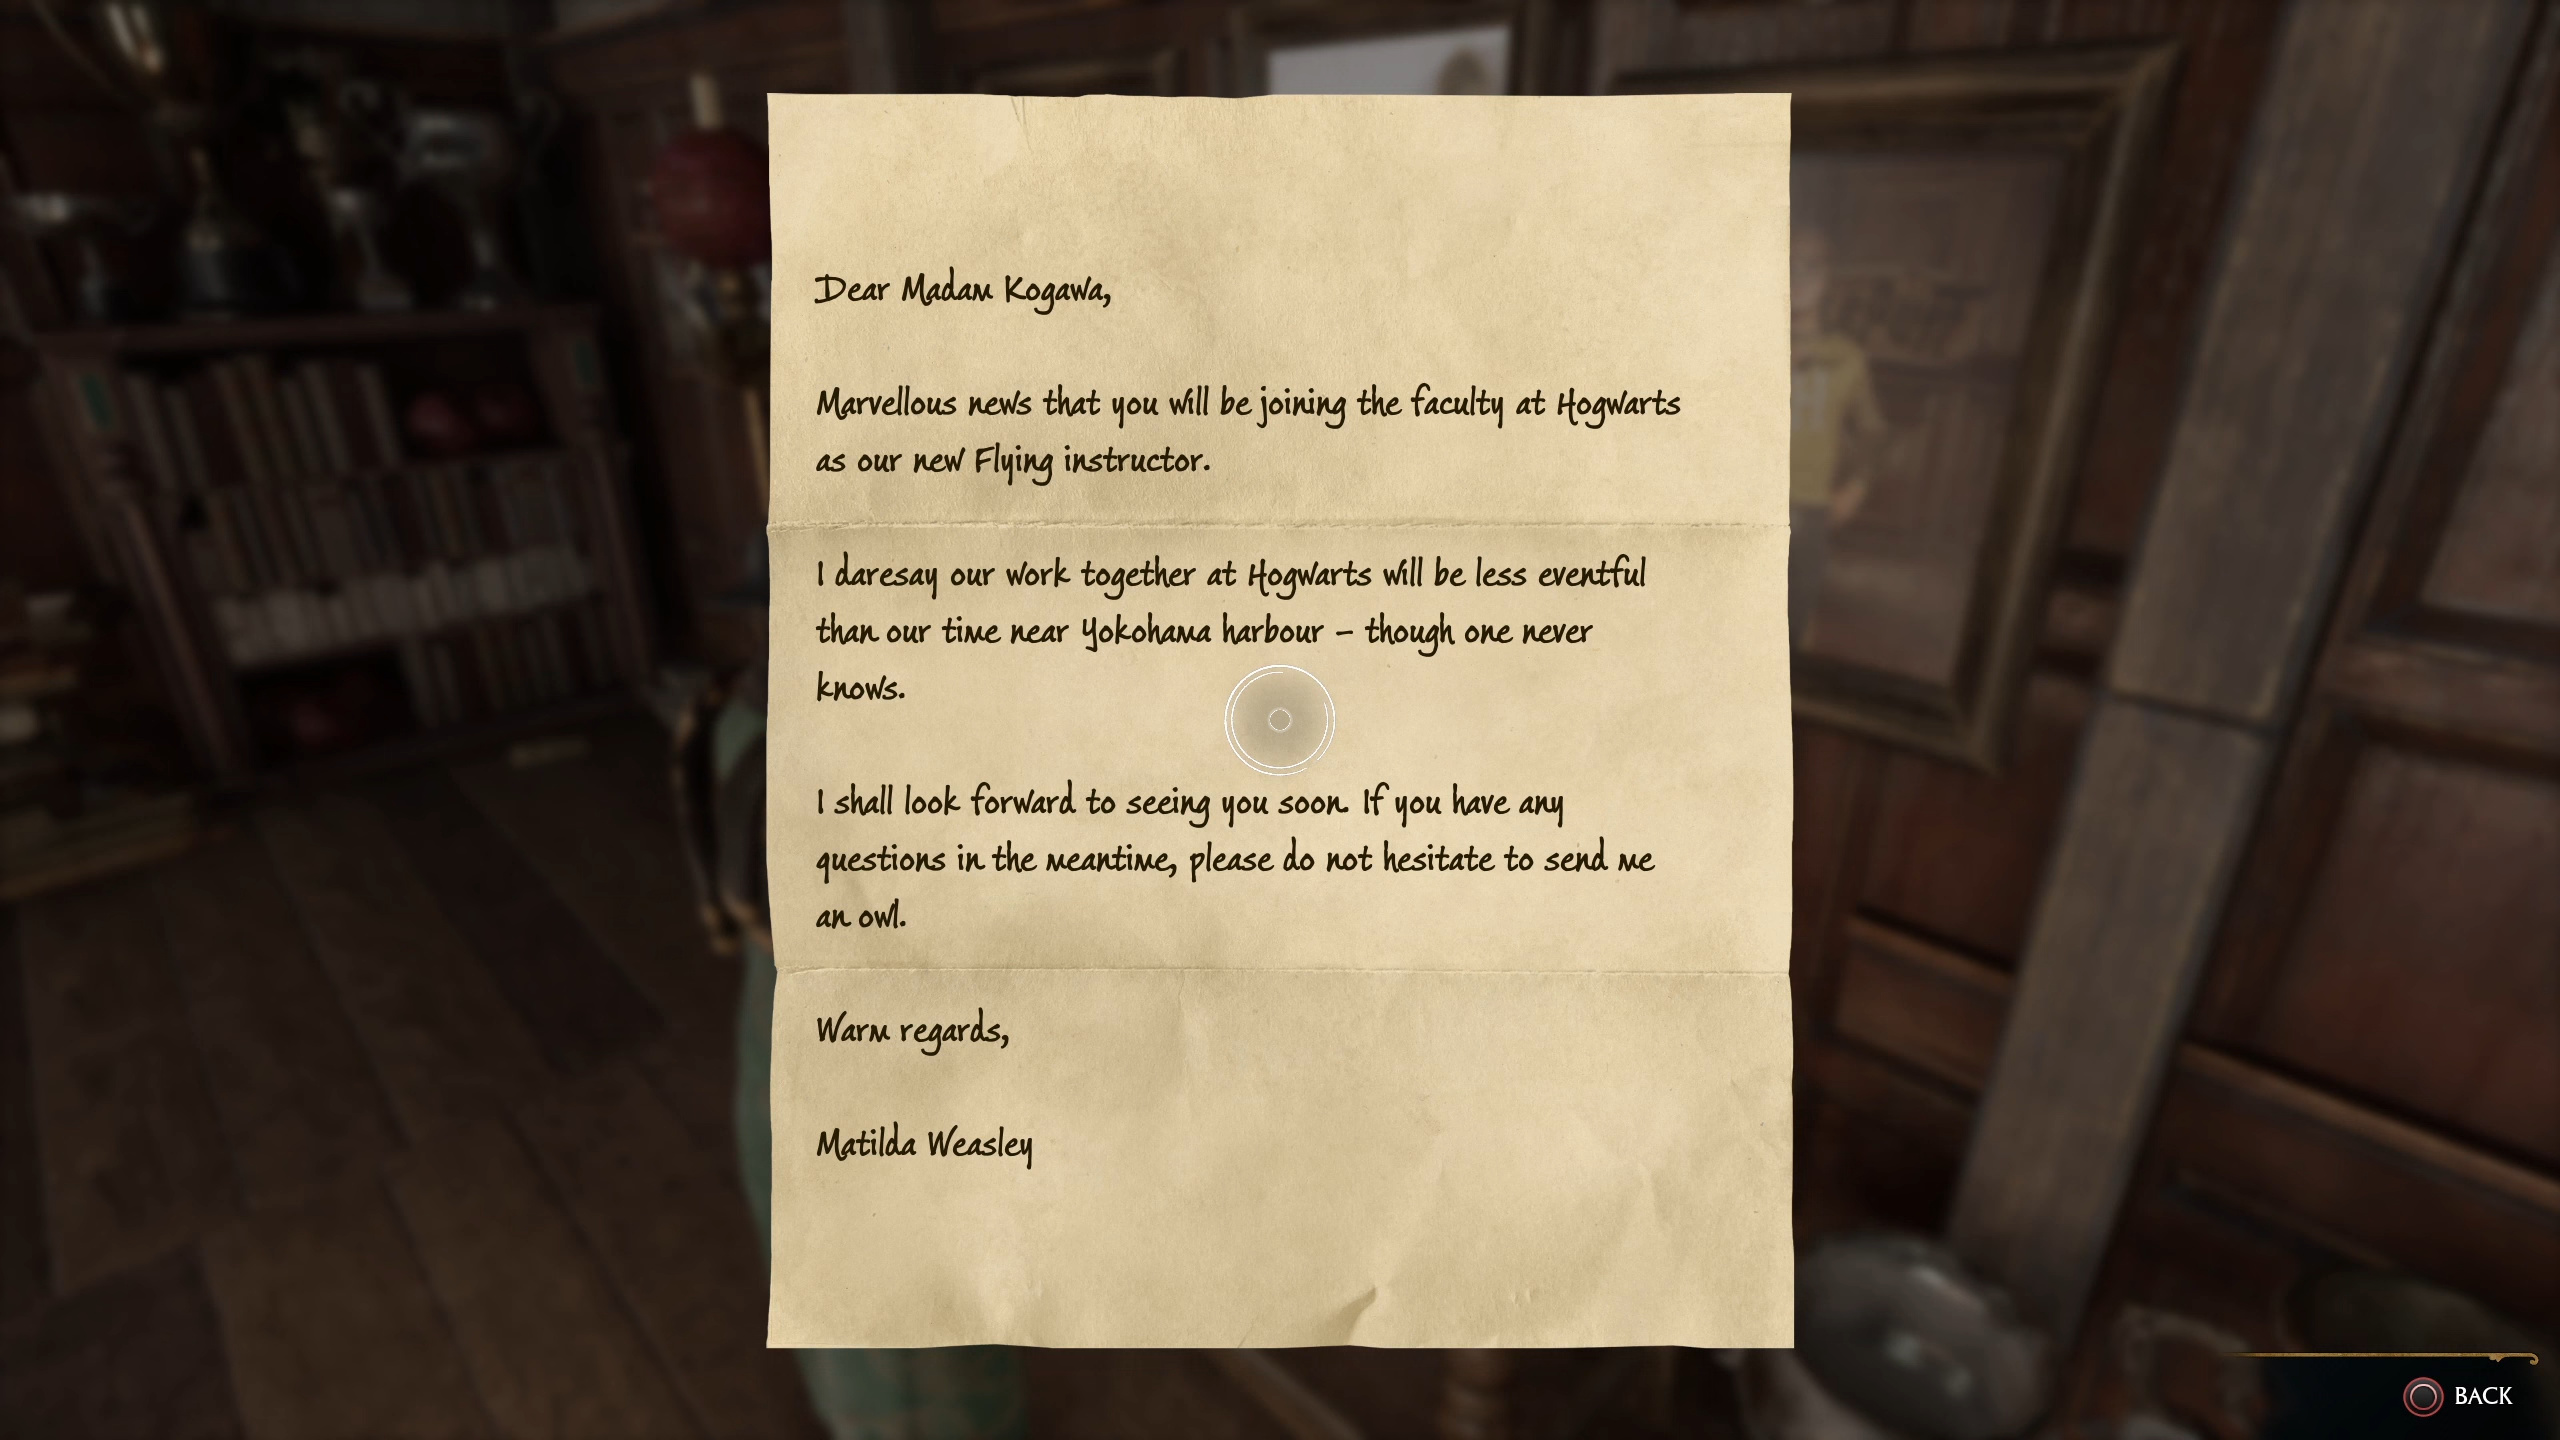 Dear Madam Kogawa,
Marvellous news that you will be joining the faculty at Hogwarts
as our new Flying instructor.
I daresay our work together at Hogwarts will be less eventful
than our time near Yokohama harbour – though one never
knows.
I shall look forward to seeing you soon. If you have any
questions in the meantime, please do not hesitate to send me
an owl.
Warm regards,
Matilda Weasley
BACK